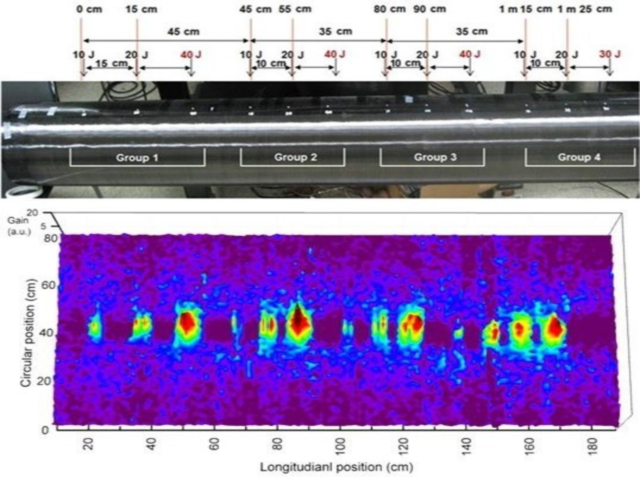 0 cm 15 cm 45 cm 55 cm 80 cm 90 cm 1 m 15 cm 1 m 25 cm
45 cm 35 cm 35 cm
10 J 20 J 40 J 10 J 20 J 40 J 10 J 20 J 40 J 10 J 20 J 30 J
15 cm 10 cm 10 cm 10 cm
Group 1 Group 2 Group 3 Group 4
Gain
(a.u.)
20
5
80
60
40
20
0
Circular position (cm)
20 40 60 80 100 120 140 160 180
Longitudianl position (cm)